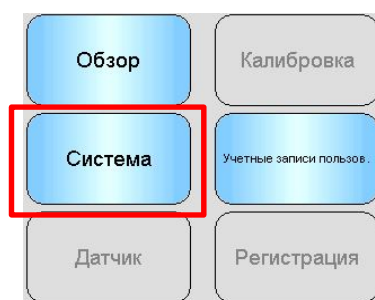 Обзор
Калибровка
Система
Учетные записи пользов.
Датчик
Регистрация